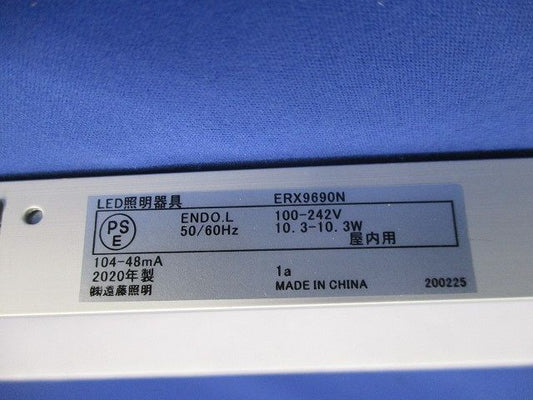 LED照明器具 ERX9690N
PS
E
ENDO.L 100-242V
50/60Hz 10.3-10.3W
屋内用
104-48mA
2020年製 1a
㈱遠藤照明 MADE IN CHINA 200225